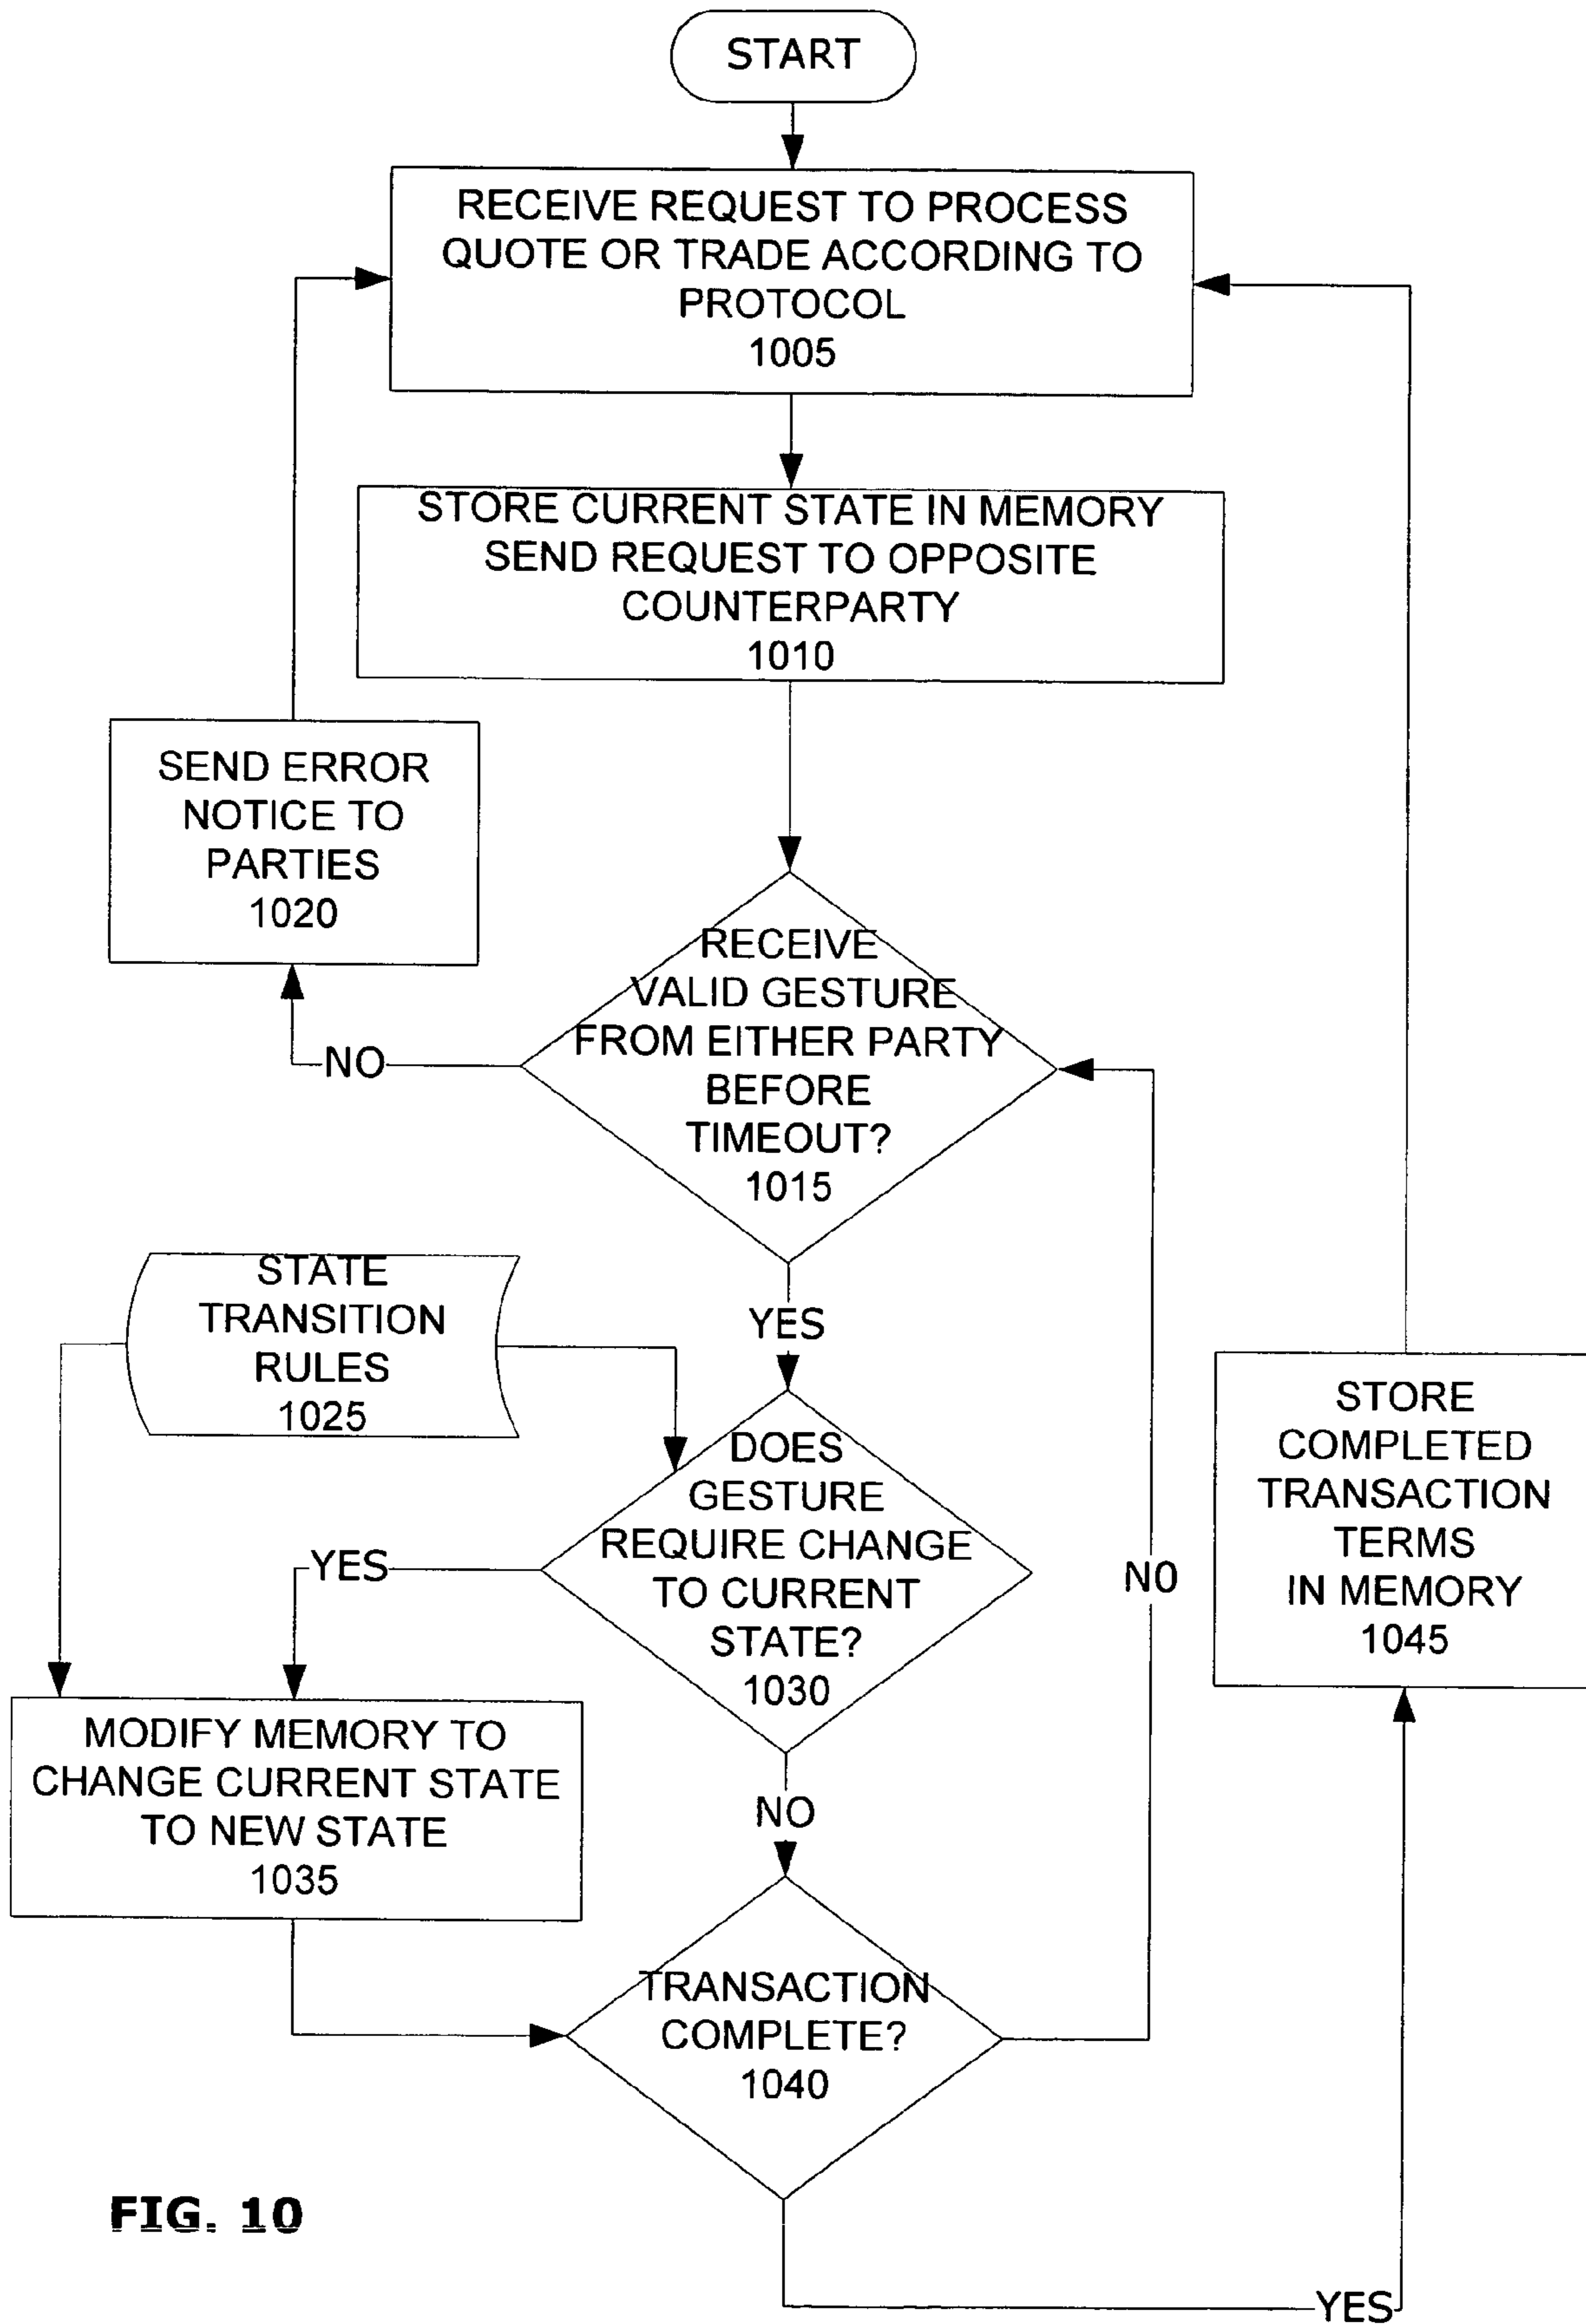 START
RECEIVE REQUEST TO PROCESS
QUOTE OR TRADE ACCORDING TO
PROTOCOL
1005
STORE CURRENT STATE IN MEMORY
SEND REQUEST TO OPPOSITE
COUNTERPARTY
1010
SEND ERROR
NOTICE TO
PARTIES
1020
RECEIVE
VALID GESTURE
FROM EITHER PARTY
BEFORE
TIMEOUT?
1015
NO
YES
STATE
TRANSITION
RULES
1025
DOES
GESTURE
REQUIRE CHANGE
TO CURRENT
STATE?
1030
YES
NO
NO
STORE
COMPLETED
TRANSACTION
TERMS
IN MEMORY
1045
MODIFY MEMORY TO
CHANGE CURRENT STATE
TO NEW STATE
1035
TRANSACTION
COMPLETE?
1040
YES
FIG. 10